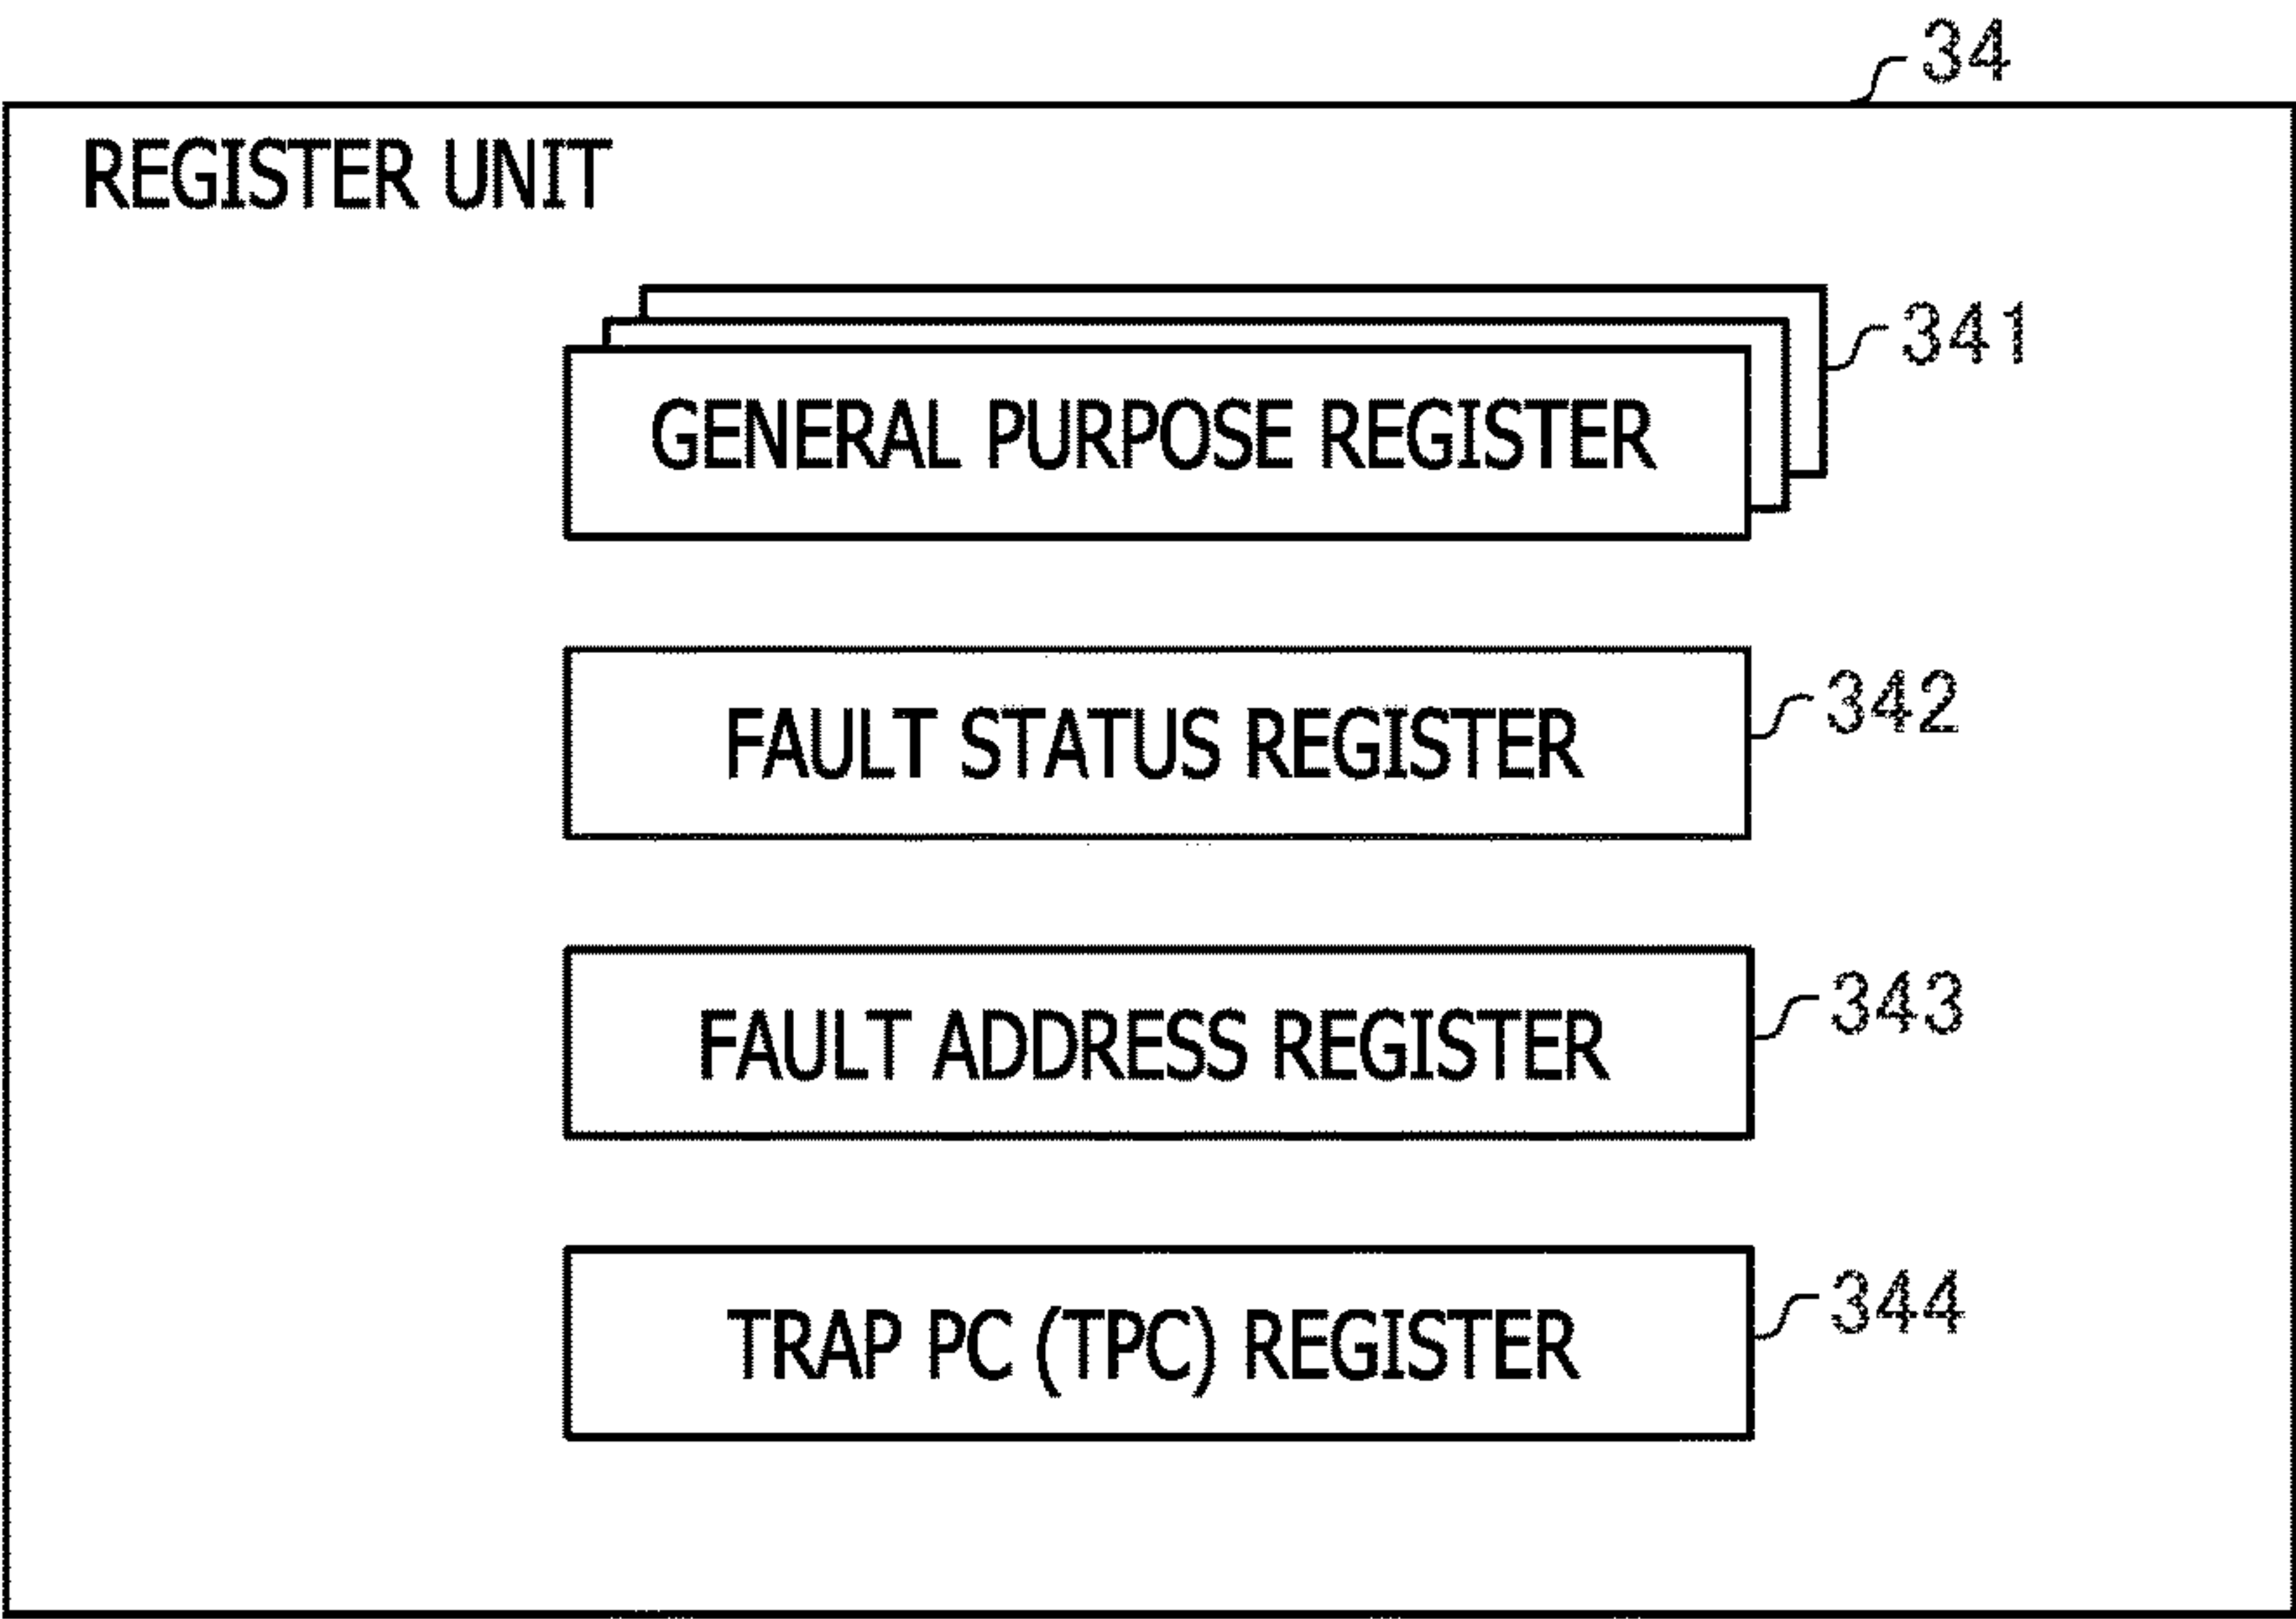 34
REGISTER UNIT
341
GENERAL PURPOSE REGISTER
342
FAULT STATUS REGISTER
343
FAULT ADDRESS REGISTER
344
TRAP PC (TPC) REGISTER